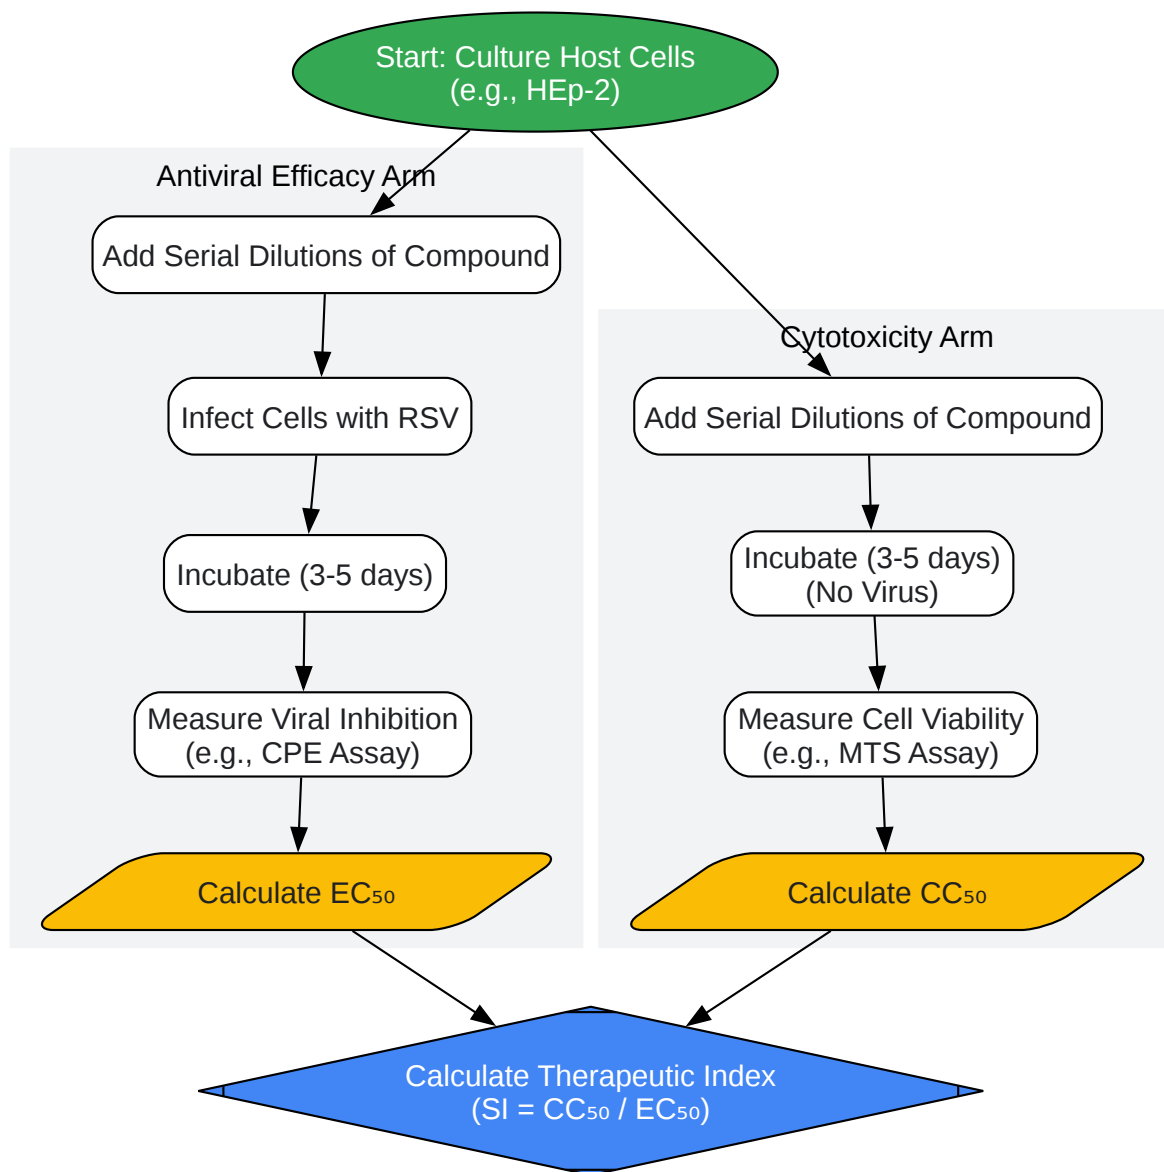 Start: Culture Host Cells
(e.g., HEp-2)
Antiviral Efficacy Arm
Add Serial Dilutions of Compound
Infect Cells with RSV
Incubate (3-5 days)
Measure Viral Inhibition
(e.g., CPE Assay)
Calculate EC₅₀
Cytotoxicity Arm
Add Serial Dilutions of Compound
Incubate (3-5 days)
(No Virus)
Measure Cell Viability
(e.g., MTS Assay)
Calculate CC₅₀
Calculate Therapeutic Index
(SI = CC₅₀ / EC₅₀)